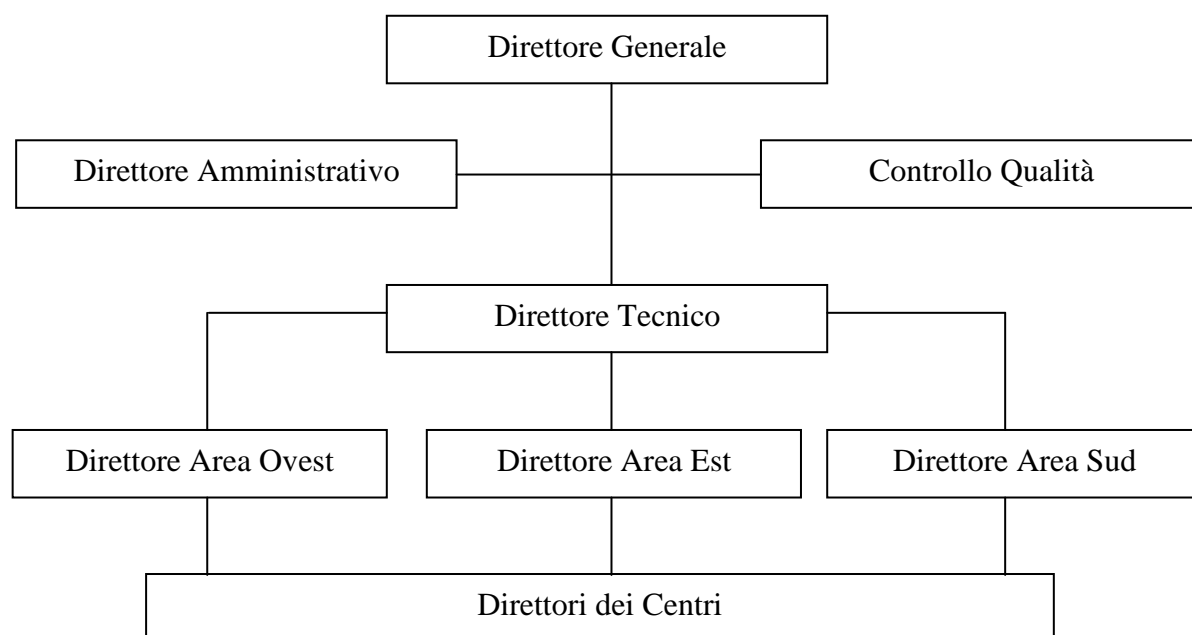 Direttore Generale
Direttore Amministrativo
Controllo Qualità
Direttore Tecnico
Direttore Area Ovest
Direttore Area Est
Direttore Area Sud
Direttori dei Centri